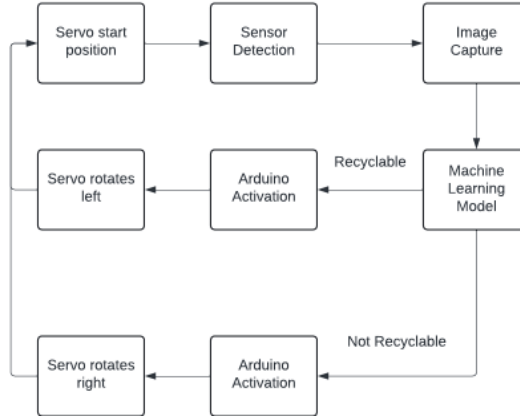 Servo start
position
Sensor
Detection
Image
Capture
Servo rotates
left
Arduino
Activation
Recyclable
Machine
Learning
Model
Servo rotates
right
Arduino
Activation
Not Recyclable